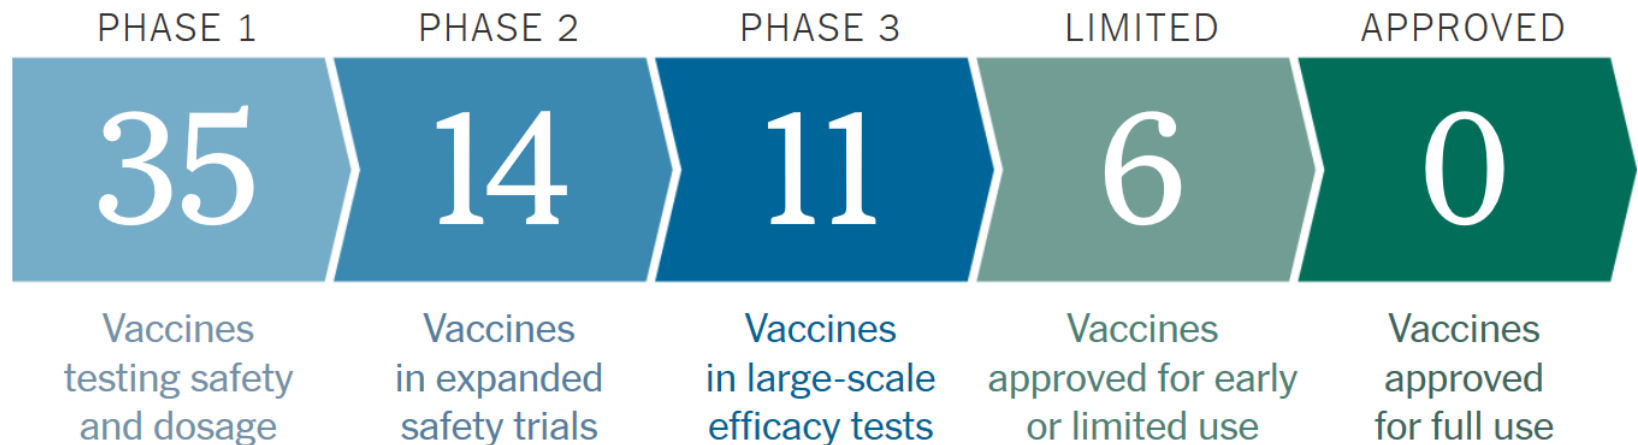 PHASE 1 PHASE 2 PHASE 3 LIMITED APPROVED
35 14 11 6 0
Vaccines Vaccines Vaccines Vaccines Vaccines
testing safety in expanded in large-scale approved for early approved
and dosage safety trials efficacy tests or limited use for full use